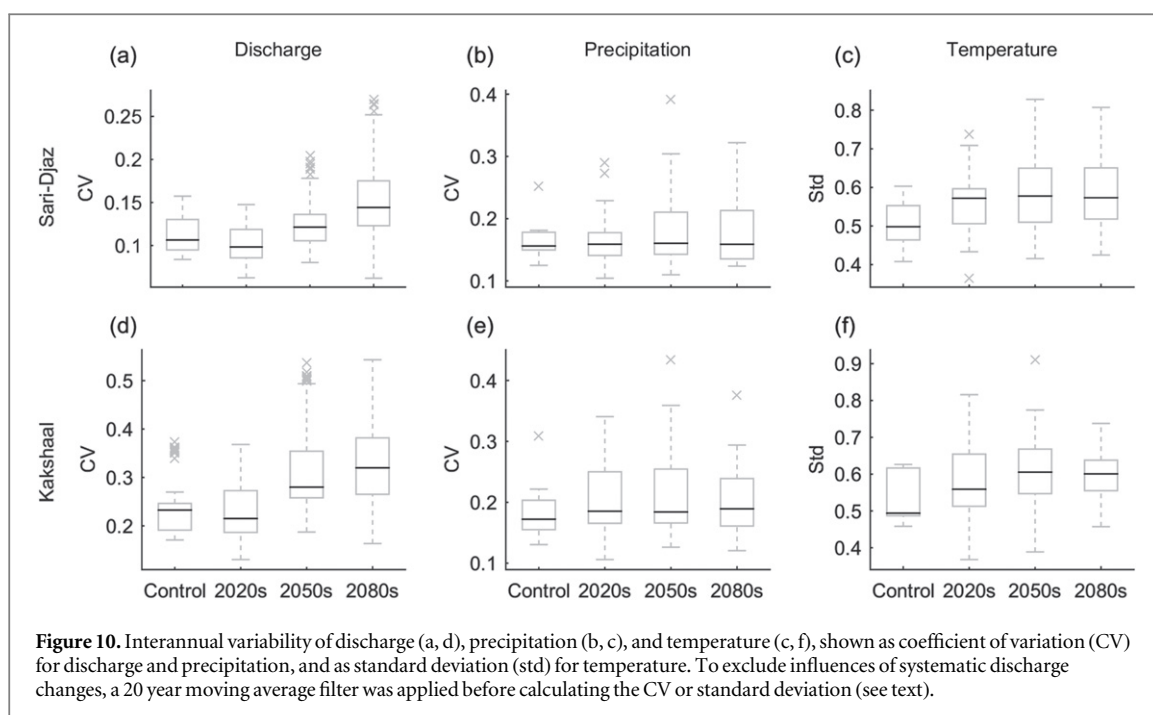 (a) Discharge (b) Precipitation (c) Temperature
Sari-Djaz
CV
0.25
0.2
0.15
0.1
CV
0.4
0.3
0.2
0.1
Std
0.8
0.7
0.6
0.5
0.4
(d) (e) (f)
Kakshaal
CV
0.5
0.4
0.3
0.2
CV
0.4
0.3
0.2
0.1
Std
0.9
0.8
0.7
0.6
0.5
0.4
Control 2020s 2050s 2080s Control 2020s 2050s 2080s Control 2020s 2050s 2080s
Figure 10. Interannual variability of discharge (a, d), precipitation (b, c), and temperature (c, f), shown as coefficient of variation (CV)
for discharge and precipitation, and as standard deviation (std) for temperature. To exclude influences of systematic discharge
changes, a 20 year moving average filter was applied before calculating the CV or standard deviation (see text).